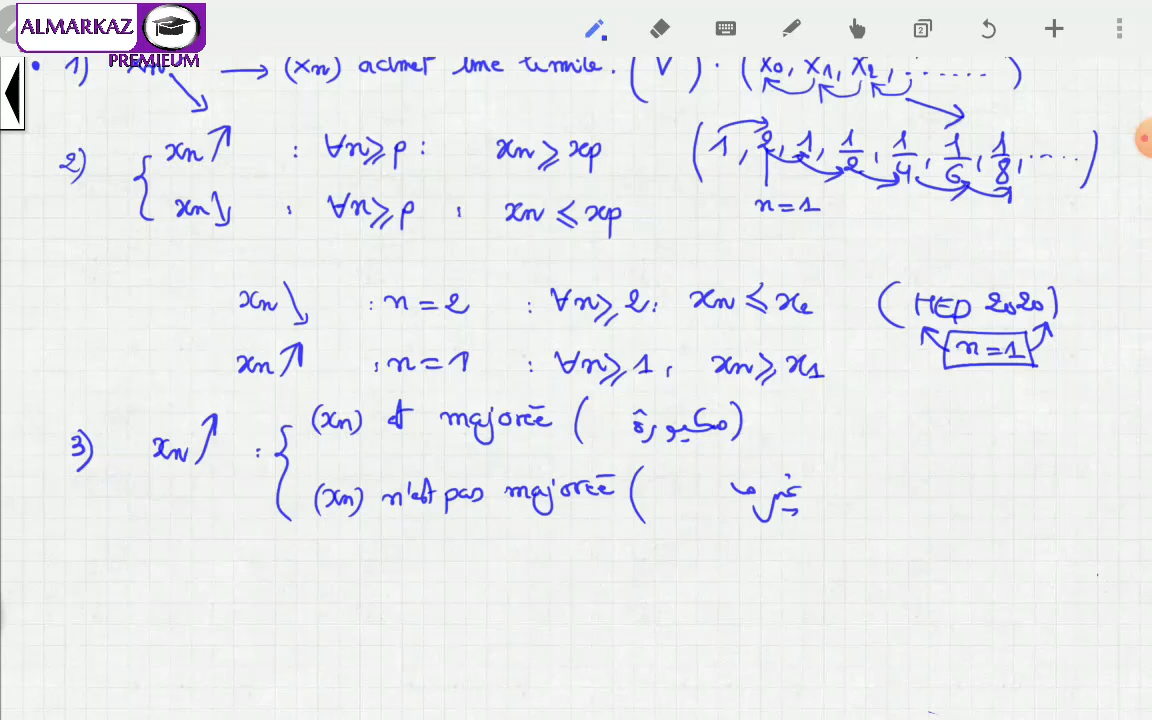 ALMARKAZ
PREMIEUM
• 1) xn ↘ → (xn) admet une limite. (V) · (x0, x1, x2, ........)
2) { xn ↗ : ∀n ⩾ p : xn ⩾ xp (1, 2, 1, 1/2, 1/4, 1/6, 1/8, .....)
xn ↘ : ∀n ⩾ p : xn ⩽ xp n = 1
xn ↘ : n = 2 : ∀n ⩾ 2 : xn ⩽ x2 (HEP 2020)
n = 1
xn ↗ : n = 1 : ∀n ⩾ 1 : xn ⩾ x1
3) xn ↗ : { (xn) est majorée (مكبورة)
(xn) n'est pas majorée (